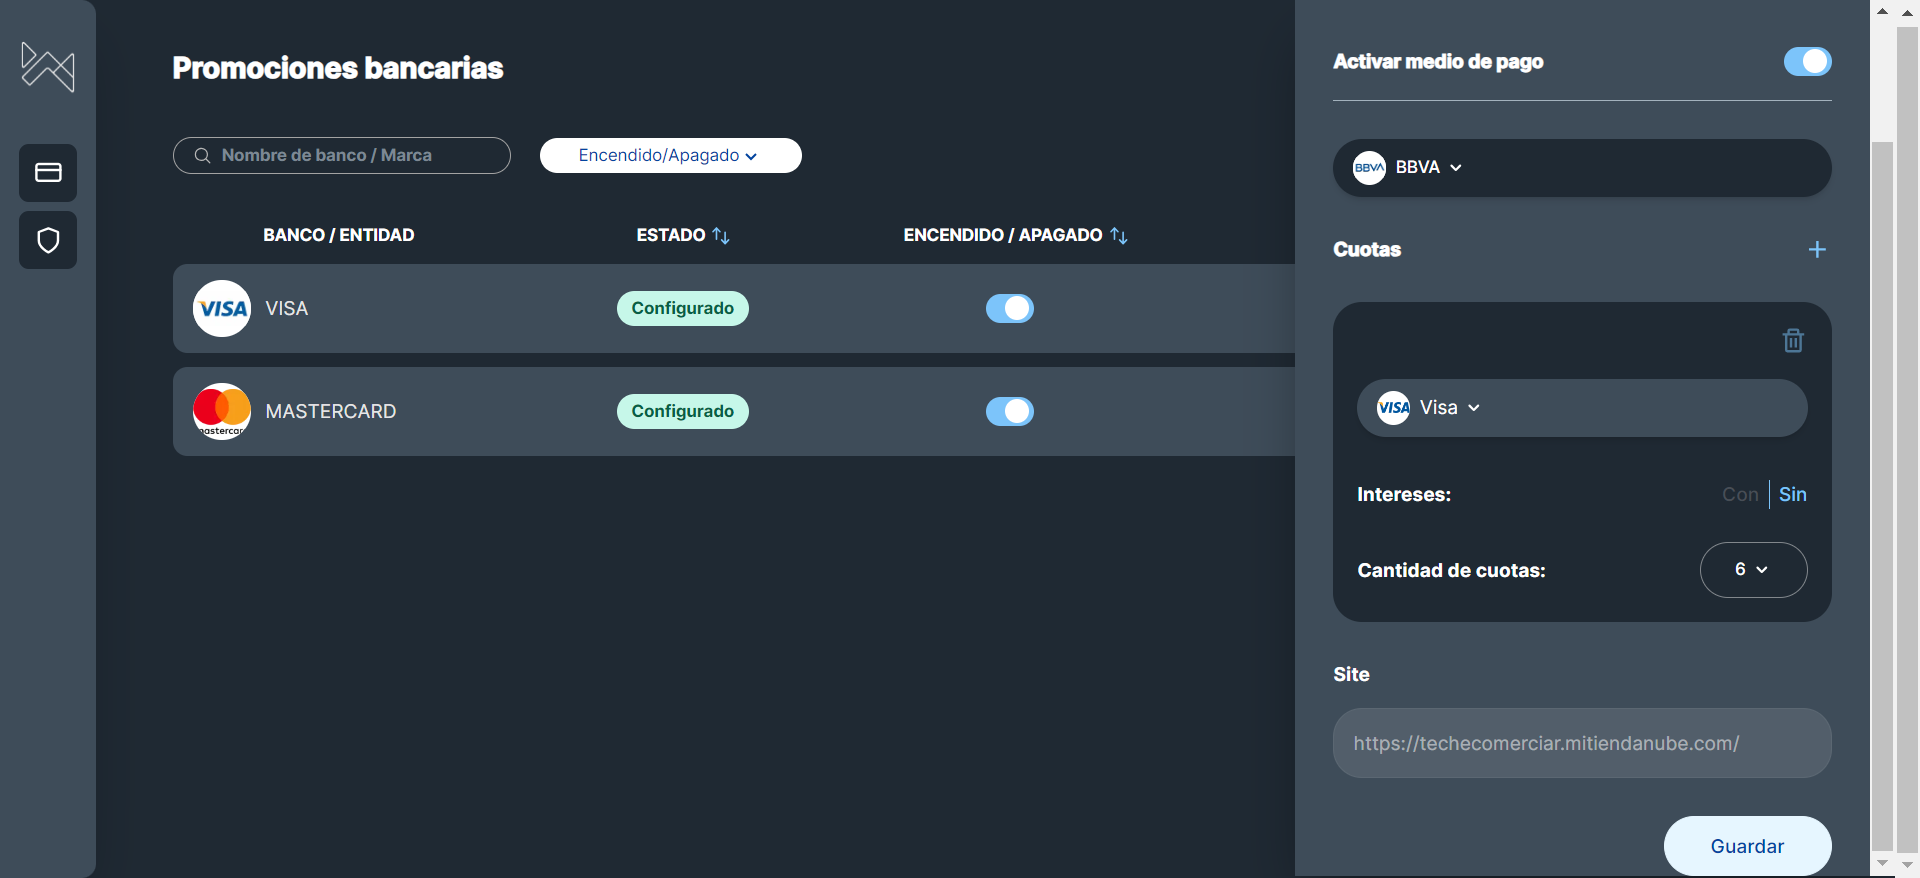 Promociones bancarias
Nombre de banco / Marca
Encendido/Apagado
BANCO / ENTIDAD
ESTADO
ENCENDIDO / APAGADO
VISA
VISA
Configurado
mastercar
MASTERCARD
Configurado
Activar medio de pago
BBVA
BBVA
Cuotas
VISA
Visa
Intereses:
Con
Sin
Cantidad de cuotas:
6
Site
https://techecomerciar.mitiendanube.com/
Guardar